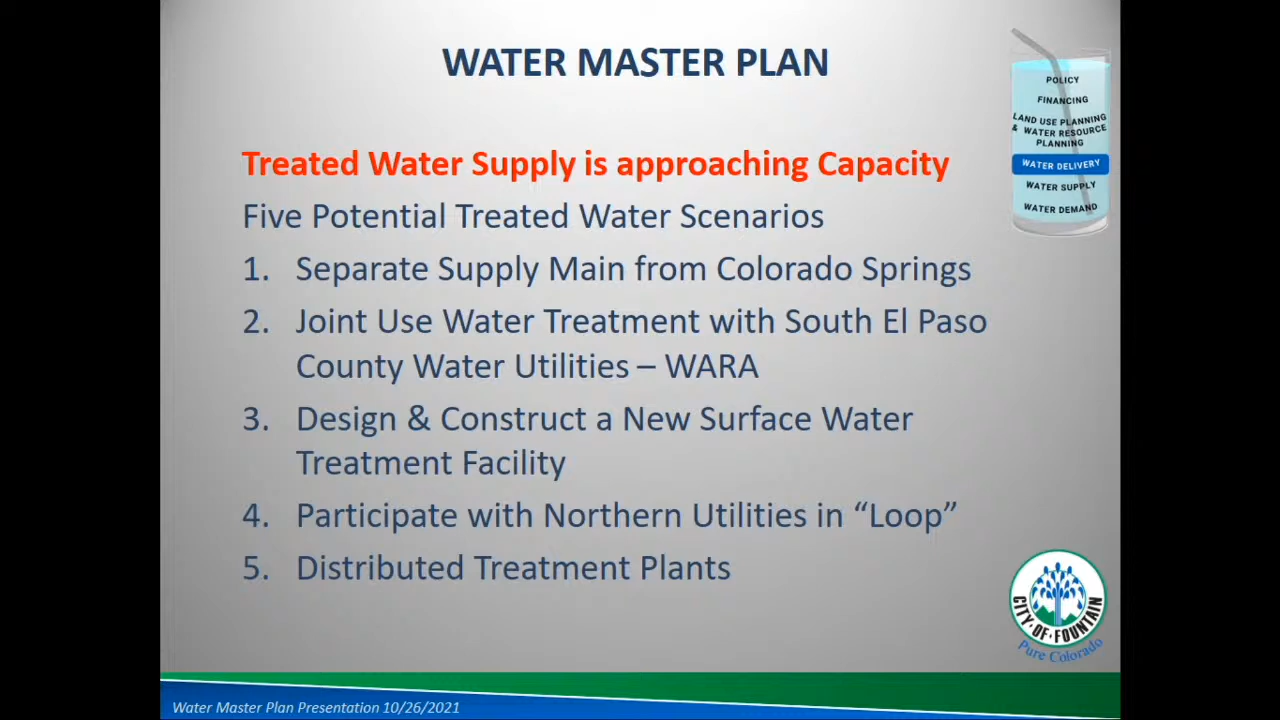 WATER MASTER PLAN
POLICY
FINANCING
LAND USE PLANNING
& WATER RESOURCE
PLANNING
WATER DELIVERY
WATER SUPPLY
WATER DEMAND
Treated Water Supply is approaching Capacity
Five Potential Treated Water Scenarios
1. Separate Supply Main from Colorado Springs
2. Joint Use Water Treatment with South El Paso
County Water Utilities – WARA
3. Design & Construct a New Surface Water
Treatment Facility
4. Participate with Northern Utilities in “Loop”
5. Distributed Treatment Plants
CITY·OF·FOUNTAIN
Pure Colorado
Water Master Plan Presentation 10/26/2021